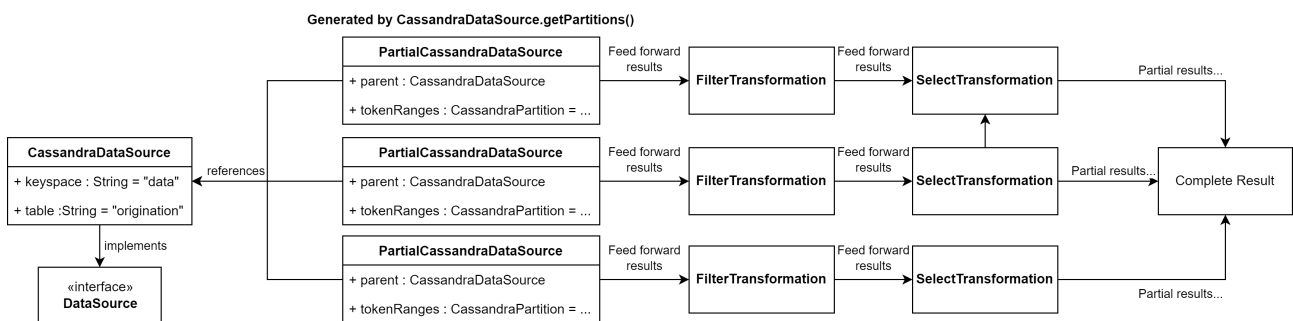 Generated by CassandraDataSource.getPartitions()
PartialCassandraDataSource
+ parent : CassandraDataSource
+ tokenRanges : CassandraPartition = ...
Feed forward
results
FilterTransformation
Feed forward
results
SelectTransformation
Partial results...
CassandraDataSource
+ keyspace : String = "data"
+ table :String = "origination"
references
PartialCassandraDataSource
+ parent : CassandraDataSource
+ tokenRanges : CassandraPartition = ...
Feed forward
results
FilterTransformation
Feed forward
results
SelectTransformation
Partial results...
Complete Result
implements
«interface»
DataSource
PartialCassandraDataSource
+ parent : CassandraDataSource
+ tokenRanges : CassandraPartition = ...
Feed forward
results
FilterTransformation
Feed forward
results
SelectTransformation
Partial results...